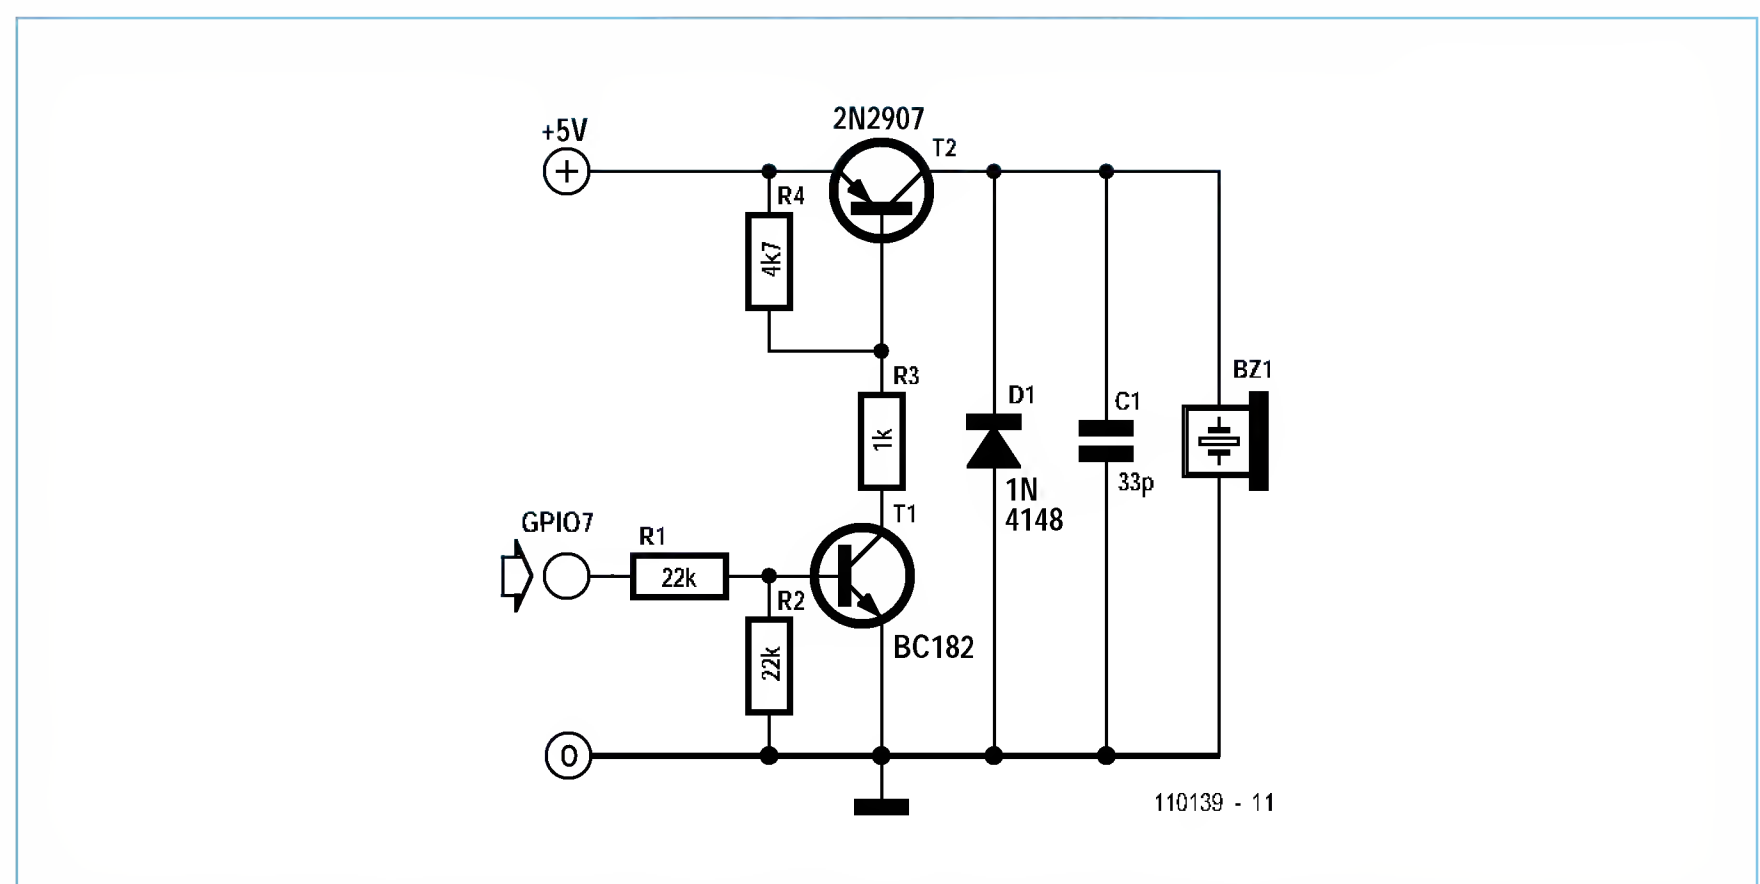 2N2907
+5V
T2
R4
4k7
R3
1k
D1
1N
4148
C1
33p
BZ1
GPIO7
R1
22k
T1
R2
22k
BC182
0
110139 - 11